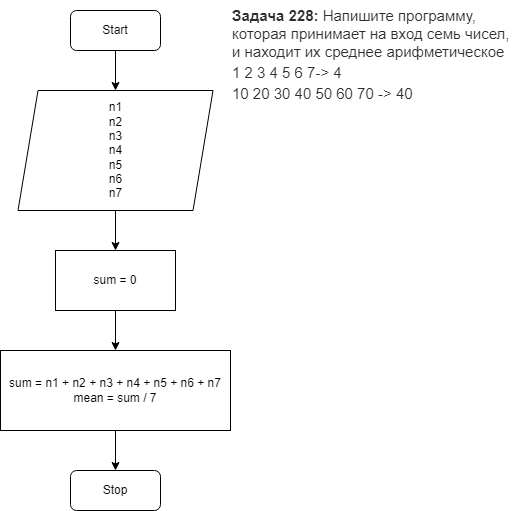 Start
Задача 228: Напишите программу,
которая принимает на вход семь чисел,
и находит их среднее арифметическое
1 2 3 4 5 6 7-> 4
10 20 30 40 50 60 70 -> 40
n1
n2
n3
n4
n5
n6
n7
sum = 0
sum = n1 + n2 + n3 + n4 + n5 + n6 + n7
mean = sum / 7
Stop